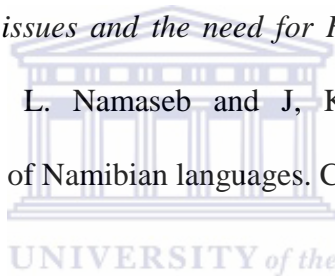 issues and the need for
L. Namaseb and J, K
of Namibian languages. C
UNIVERSITY of the